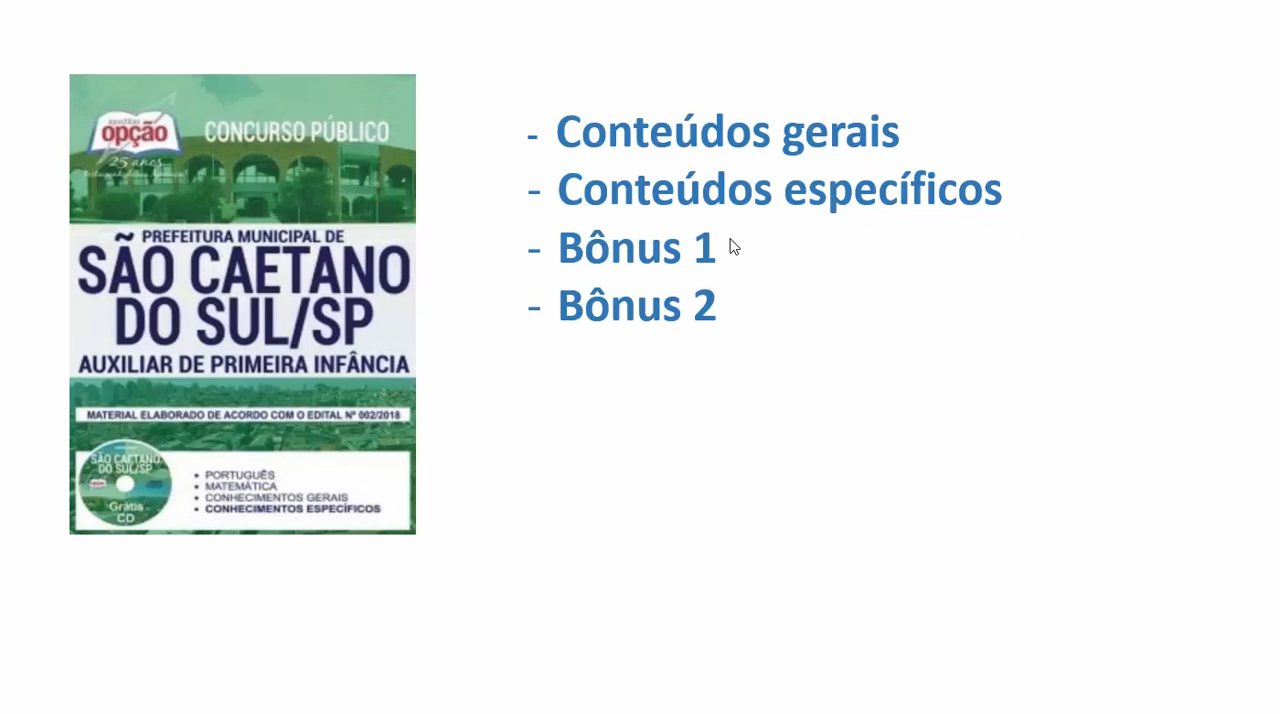 opção
25 anos
CONCURSO PÚBLICO
PREFEITURA MUNICIPAL DE
SÃO CAETANO
DO SUL/SP
AUXILIAR DE PRIMEIRA INFÂNCIA
MATERIAL ELABORADO DE ACORDO COM O EDITAL Nº 002/2018
SÃO CAETANO
DO SUL/SP
Grátis
CD
• PORTUGUÊS
• MATEMÁTICA
• CONHECIMENTOS GERAIS
• CONHECIMENTOS ESPECÍFICOS
- Conteúdos gerais
- Conteúdos específicos
- Bônus 1
- Bônus 2